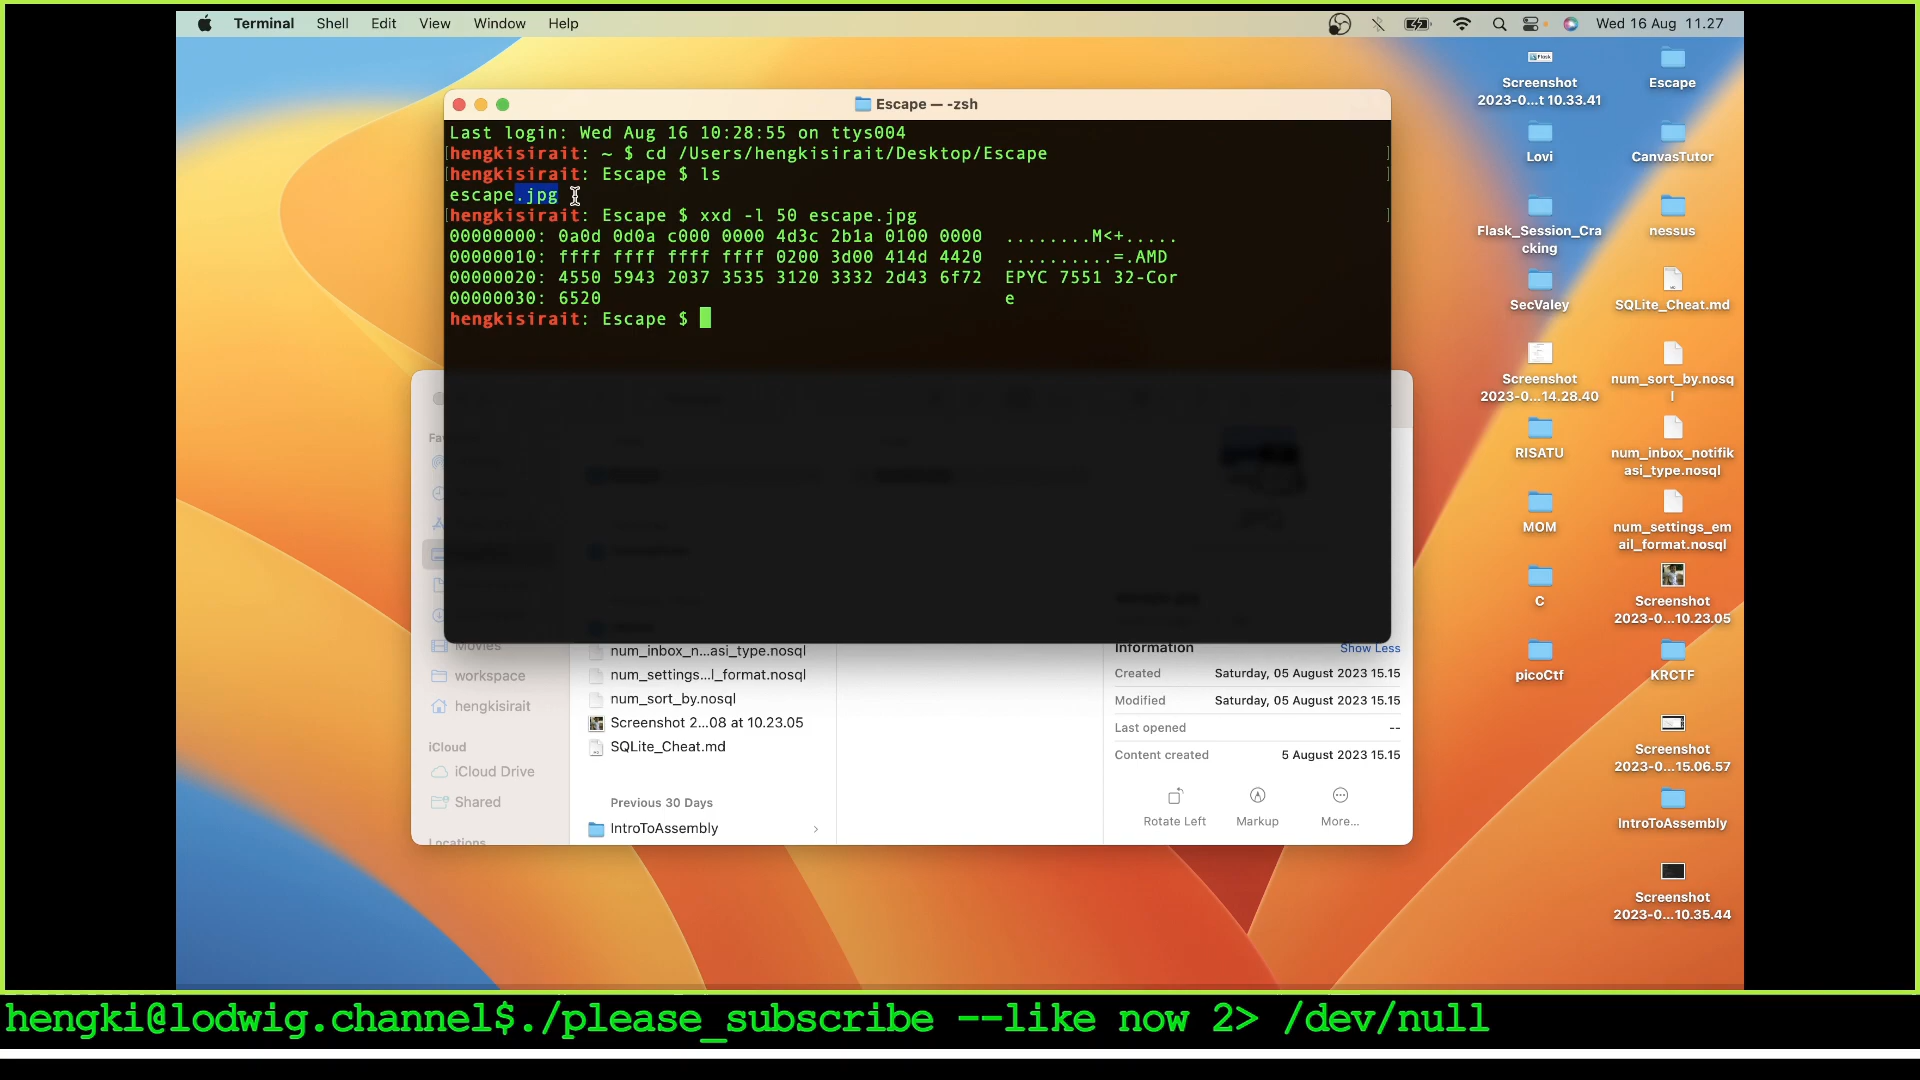 Terminal Shell Edit View Window Help Wed 16 Aug 11.27
Escape — -zsh
Last login: Wed Aug 16 10:28:55 on ttys004
[hengkisirait: ~ $ cd /Users/hengkisirait/Desktop/Escape ]
[hengkisirait: Escape $ ls ]
escape.jpg
[hengkisirait: Escape $ xxd -l 50 escape.jpg ]
00000000: 0a0d 0d0a c000 0000 4d3c 2b1a 0100 0000 ........M<+.....
00000010: ffff ffff ffff ffff 0200 3d00 414d 4420 ..........=.AMD
00000020: 4550 5943 2037 3535 3120 3332 2d43 6f72 EPYC 7551 32-Cor
00000030: 6520 e
hengkisirait: Escape $
Movies
workspace
hengkisirait
iCloud
iCloud Drive
Shared
Locations
num_inbox_n...asi_type.nosql
num_settings...l_format.nosql
num_sort_by.nosql
Screenshot 2...08 at 10.23.05
SQLite_Cheat.md
Previous 30 Days
IntroToAssembly
Information Show Less
Created Saturday, 05 August 2023 15.15
Modified Saturday, 05 August 2023 15.15
Last opened --
Content created 5 August 2023 15.15
Rotate Left Markup More...
Flask
Screenshot
2023-0...t 10.33.41
Lovi
Flask_Session_Cra
cking
SecValey
Screenshot
2023-0...14.28.40
RISATU
MOM
C
picoCtf
Escape
CanvasTutor
nessus
SQLite_Cheat.md
num_sort_by.nosq
l
num_inbox_notifik
asi_type.nosql
num_settings_em
ail_format.nosql
Screenshot
2023-0...10.23.05
KRCTF
Screenshot
2023-0...15.06.57
IntroToAssembly
Screenshot
2023-0...10.35.44
hengki@lodwig.channel$./please_subscribe --like now 2> /dev/null